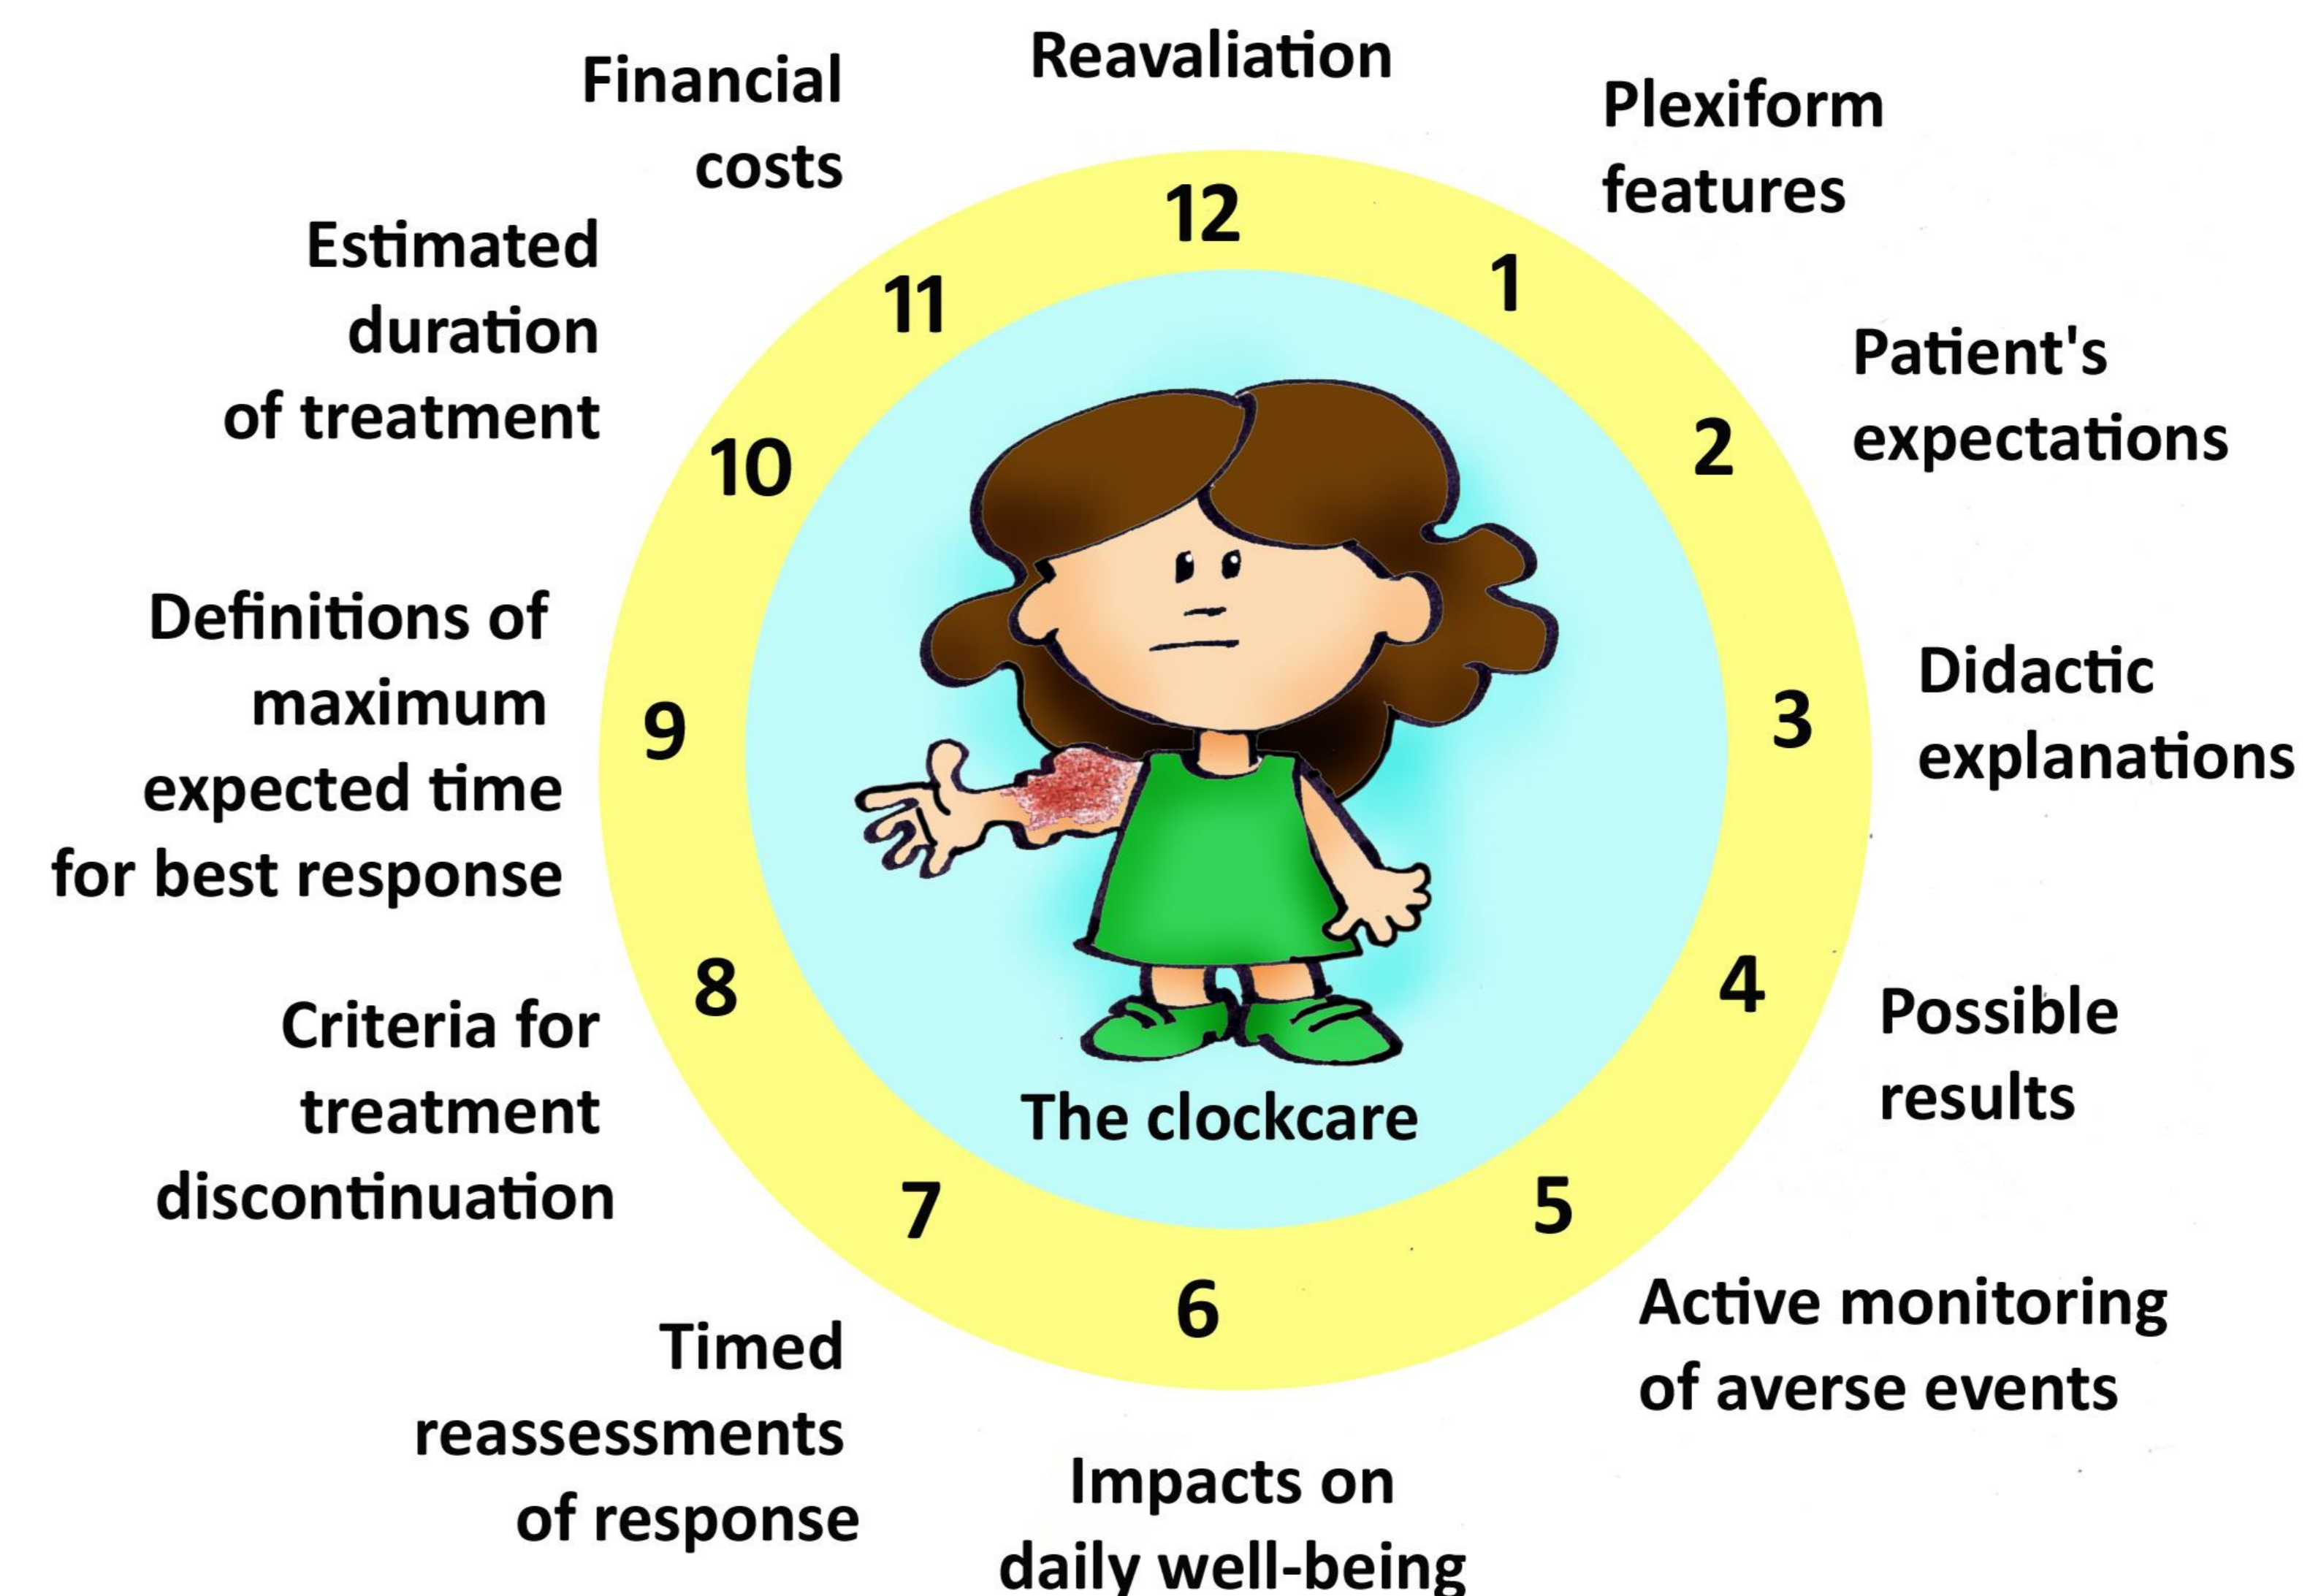 Reavaliation
12
Plexiform
features
1
Patient's
expectations
2
Didactic
explanations
3
Possible
results
4
Active monitoring
of averse events
5
Impacts on
daily well-being
6
Timed
reassessments
of response
7
Criteria for
treatment
discontinuation
8
Definitions of
maximum
expected time
for best response
9
Estimated
duration
of treatment
10
Financial
costs
11
The clockcare